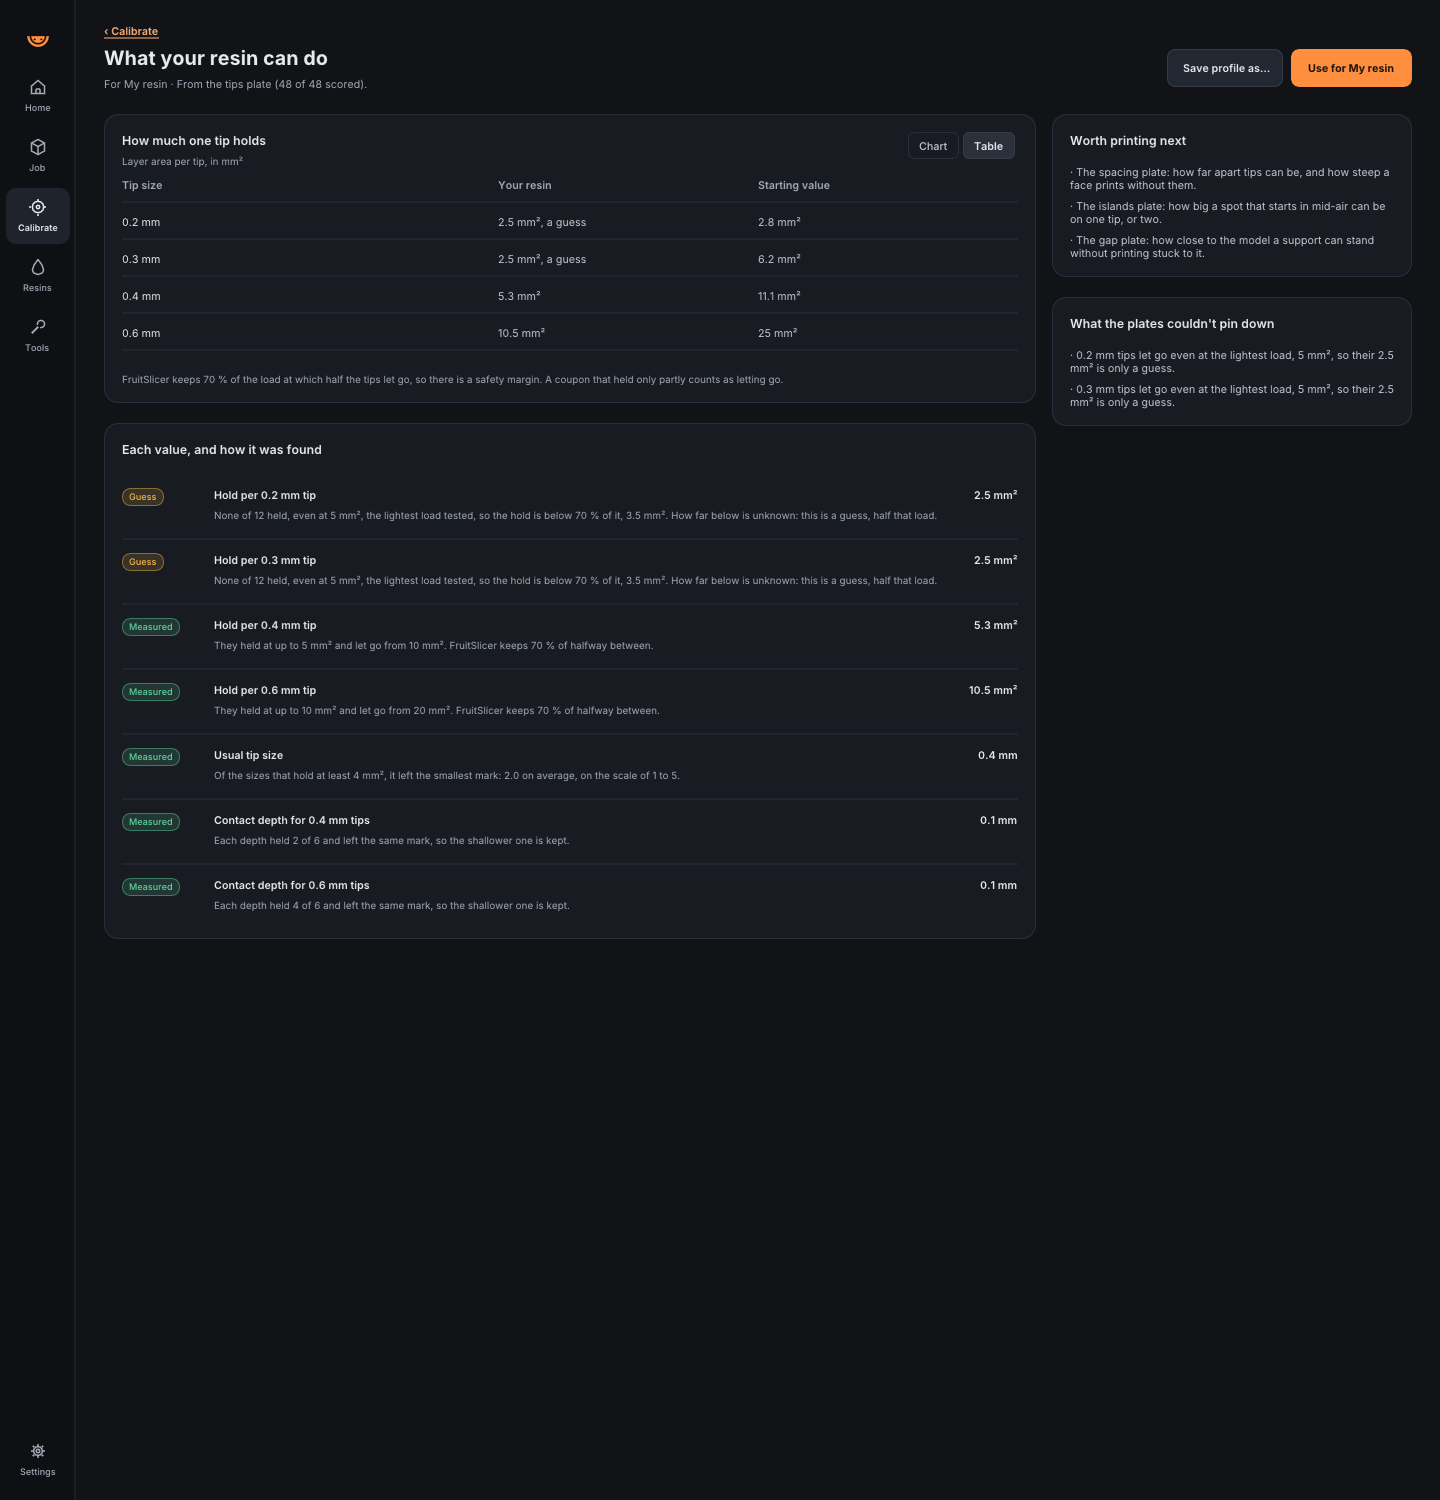 ‹ Calibrate
What your resin can do
For My resin · From the tips plate (48 of 48 scored).
Save profile as...
Use for My resin
Home
Job
Calibrate
Resins
Tools
Settings
How much one tip holds
Layer area per tip, in mm²
Chart
Table
Tip size Your resin Starting value
0.2 mm 2.5 mm², a guess 2.8 mm²
0.3 mm 2.5 mm², a guess 6.2 mm²
0.4 mm 5.3 mm² 11.1 mm²
0.6 mm 10.5 mm² 25 mm²
FruitSlicer keeps 70 % of the load at which half the tips let go, so there is a safety margin. A coupon that held only partly counts as letting go.
Each value, and how it was found
Guess Hold per 0.2 mm tip 2.5 mm²
None of 12 held, even at 5 mm², the lightest load tested, so the hold is below 70 % of it, 3.5 mm². How far below is unknown: this is a guess, half that load.
Guess Hold per 0.3 mm tip 2.5 mm²
None of 12 held, even at 5 mm², the lightest load tested, so the hold is below 70 % of it, 3.5 mm². How far below is unknown: this is a guess, half that load.
Measured Hold per 0.4 mm tip 5.3 mm²
They held at up to 5 mm² and let go from 10 mm². FruitSlicer keeps 70 % of halfway between.
Measured Hold per 0.6 mm tip 10.5 mm²
They held at up to 10 mm² and let go from 20 mm². FruitSlicer keeps 70 % of halfway between.
Measured Usual tip size 0.4 mm
Of the sizes that hold at least 4 mm², it left the smallest mark: 2.0 on average, on the scale of 1 to 5.
Measured Contact depth for 0.4 mm tips 0.1 mm
Each depth held 2 of 6 and left the same mark, so the shallower one is kept.
Measured Contact depth for 0.6 mm tips 0.1 mm
Each depth held 4 of 6 and left the same mark, so the shallower one is kept.
Worth printing next
· The spacing plate: how far apart tips can be, and how steep a
face prints without them.
· The islands plate: how big a spot that starts in mid-air can be
on one tip, or two.
· The gap plate: how close to the model a support can stand
without printing stuck to it.
What the plates couldn't pin down
· 0.2 mm tips let go even at the lightest load, 5 mm², so their 2.5
mm² is only a guess.
· 0.3 mm tips let go even at the lightest load, 5 mm², so their 2.5
mm² is only a guess.